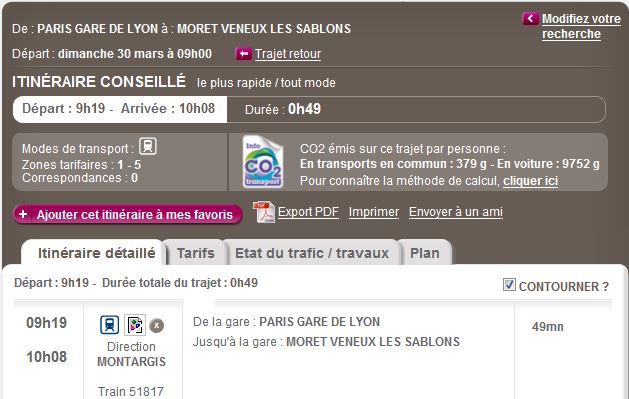 De : PARIS GARE DE LYON à : MORET VENEUX LES SABLONS
Modifiez votre
recherche
Départ : dimanche 30 mars à 09h00
Trajet retour
ITINÉRAIRE CONSEILLÉ le plus rapide / tout mode
Départ : 9h19 - Arrivée : 10h08
Durée : 0h49
Modes de transport :
Zones tarifaires : 1 - 5
Correspondances : 0
Info
CO2
transport
CO2 émis sur ce trajet par personne :
En transports en commun : 379 g - En voiture : 9752 g
Pour connaître la méthode de calcul, cliquer ici
+ Ajouter cet itinéraire à mes favoris
PDF
Export PDF
Imprimer
Envoyer à un ami
Itinéraire détaillé
Tarifs
Etat du trafic / travaux
Plan
Départ : 9h19 - Durée totale du trajet : 0h49
CONTOURNER ?
09h19
10h08
x
Direction
MONTARGIS
Train 51817
De la gare : PARIS GARE DE LYON
Jusqu'à la gare : MORET VENEUX LES SABLONS
49mn